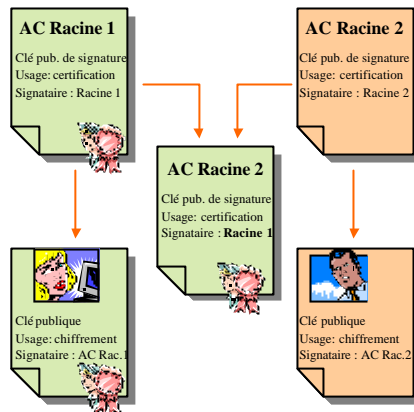 AC Racine 1
Clé pub. de signature
Usage: certification
Signataire : Racine 1
AC Racine 2
Clé pub. de signature
Usage: certification
Signataire : Racine 2
AC Racine 2
Clé pub. de signature
Usage: certification
Signataire : Racine 1
Clé publique
Usage: chiffrement
Signataire : AC Rac.1
Clé publique
Usage: chiffrement
Signataire : AC Rac.2